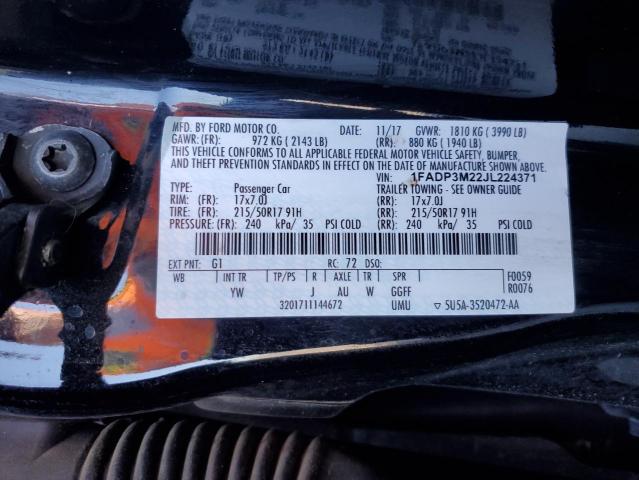 MFD. BY FORD MOTOR CO. DATE: 11/17 GVWR: 1810 KG ( 3990 LB)
GAWR: (FR): 972 KG ( 2143 LB) (RR): 880 KG ( 1940 LB)
THIS VEHICLE CONFORMS TO ALL APPLICABLE FEDERAL MOTOR VEHICLE SAFETY, BUMPER,
AND THEFT PREVENTION STANDARDS IN EFFECT ON THE DATE OF MANUFACTURE SHOWN ABOVE.
VIN: 1FADP3M22JL224371
TYPE: Passenger Car TRAILER TOWING - SEE OWNER GUIDE
RIM: (FR) 17x7.0J (RR): 17x7.0J
TIRE: (FR) 215/50R17 91H (RR): 215/50R17 91H
PRESSURE: (FR) 240 kPa/ 35 PSI COLD (RR): 240 kPa/ 35 PSI COLD
EXT PNT: G1 RC: 72 DSO:
WB INT TR TP/PS R AXLE TR SPR F0059
YW J AU W GGFF R0076
3201711144672 UMU ▽ 5U5A-3520472-AA